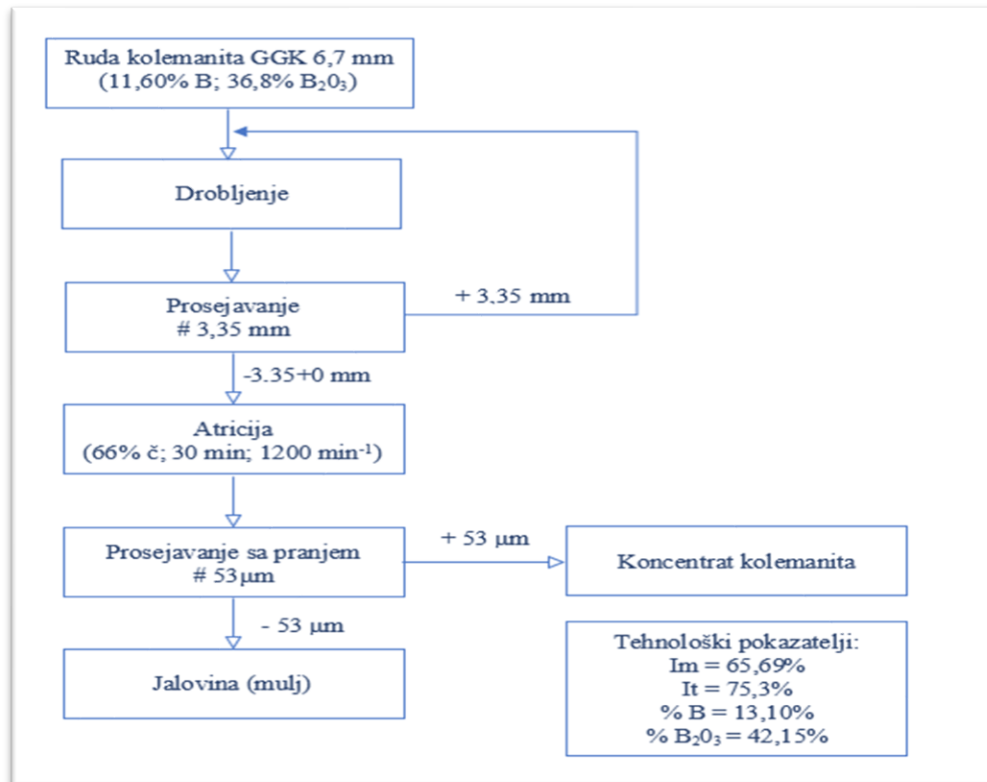 Ruda kolemanita GGK 6,7 mm
(11,60% B; 36,8% B₂0₃)
Drobljenje
Prosejavanje
# 3,35 mm
+ 3,35 mm
-3.35+0 mm
Atricija
(66% č; 30 min; 1200 min⁻¹)
Prosejavanje sa pranjem
# 53µm
+ 53 µm
Koncentrat kolemanita
- 53 µm
Jalovina (mulj)
Tehnološki pokazatelji:
Im = 65,69%
It = 75,3%
% B = 13,10%
% B₂0₃ = 42,15%